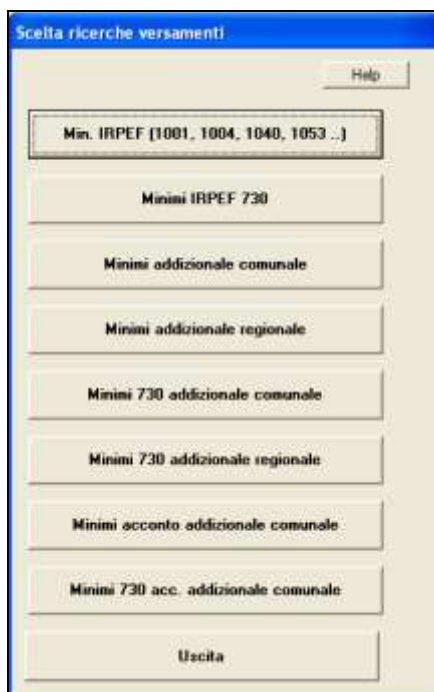 Scelta ricerche versamenti
Help
Min. IRPEF (1001, 1004, 1040, 1053 ..)
Minimi IRPEF 730
Minimi addizionale comunale
Minimi addizionale regionale
Minimi 730 addizionale comunale
Minimi 730 addizionale regionale
Minimi acconto addizionale comunale
Minimi 730 acc. addizionale comunale
Uscita